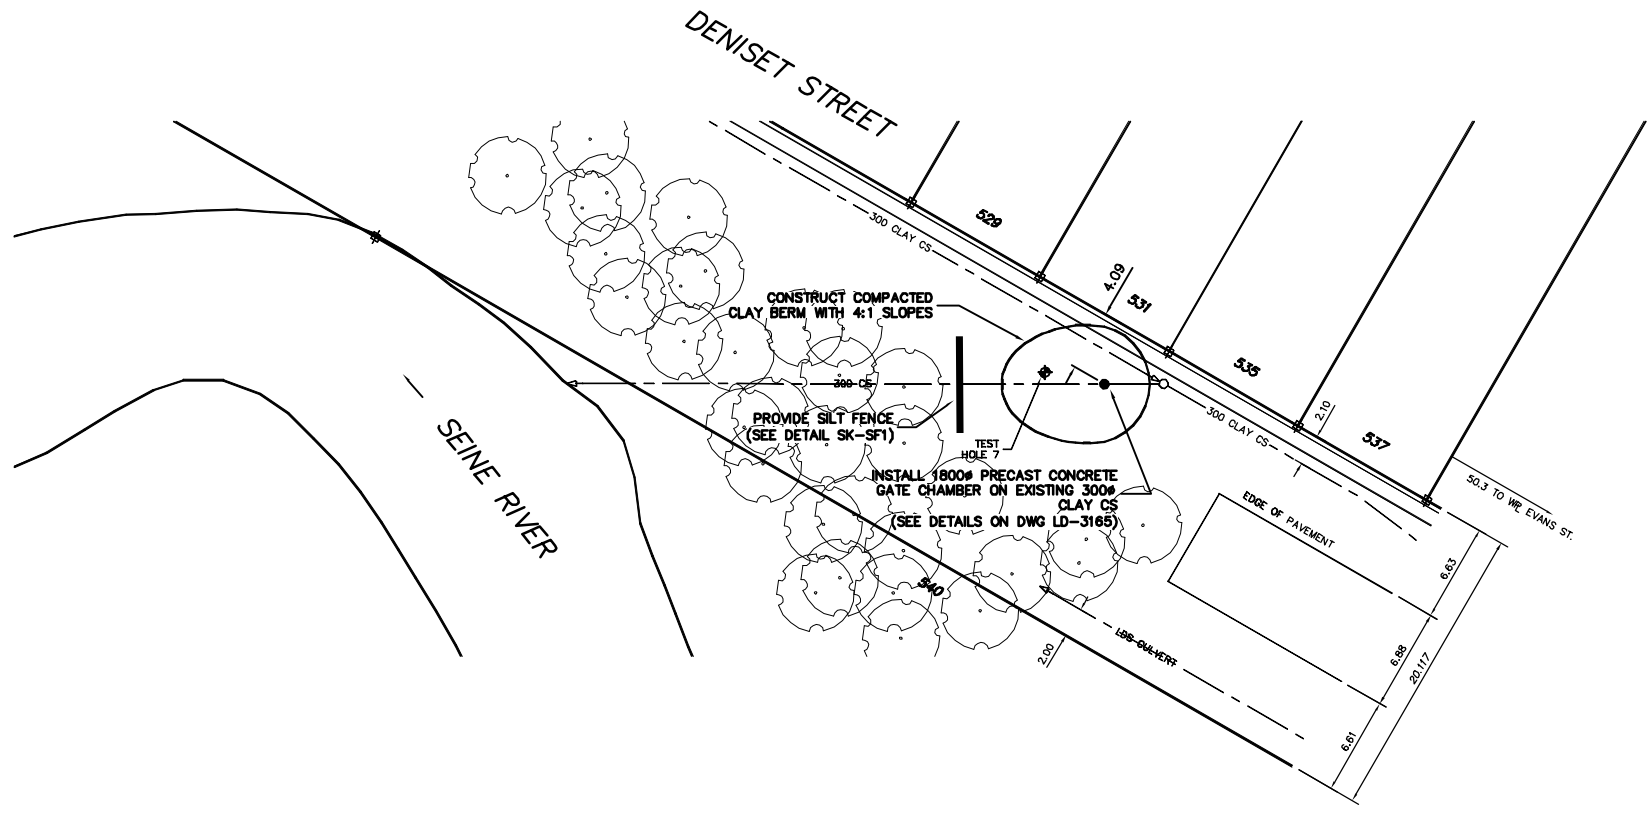 DENISET STREET
529
300 CLAY CS
4.09
531
CONSTRUCT COMPACTED
CLAY BERM WITH 4:1 SLOPES
535
300 CS
2.10
300 CLAY CS
537
PROVIDE SILT FENCE
(SEE DETAIL SK-SF1)
TEST
HOLE 7
SEINE RIVER
INSTALL 1800ø PRECAST CONCRETE
GATE CHAMBER ON EXISTING 300ø
CLAY CS
(SEE DETAILS ON DWG LD-3165)
50.3 TO WR EVANS ST.
EDGE OF PAVEMENT
540
6.63
LDS CULVERT
2.00
6.88
20.117
6.61